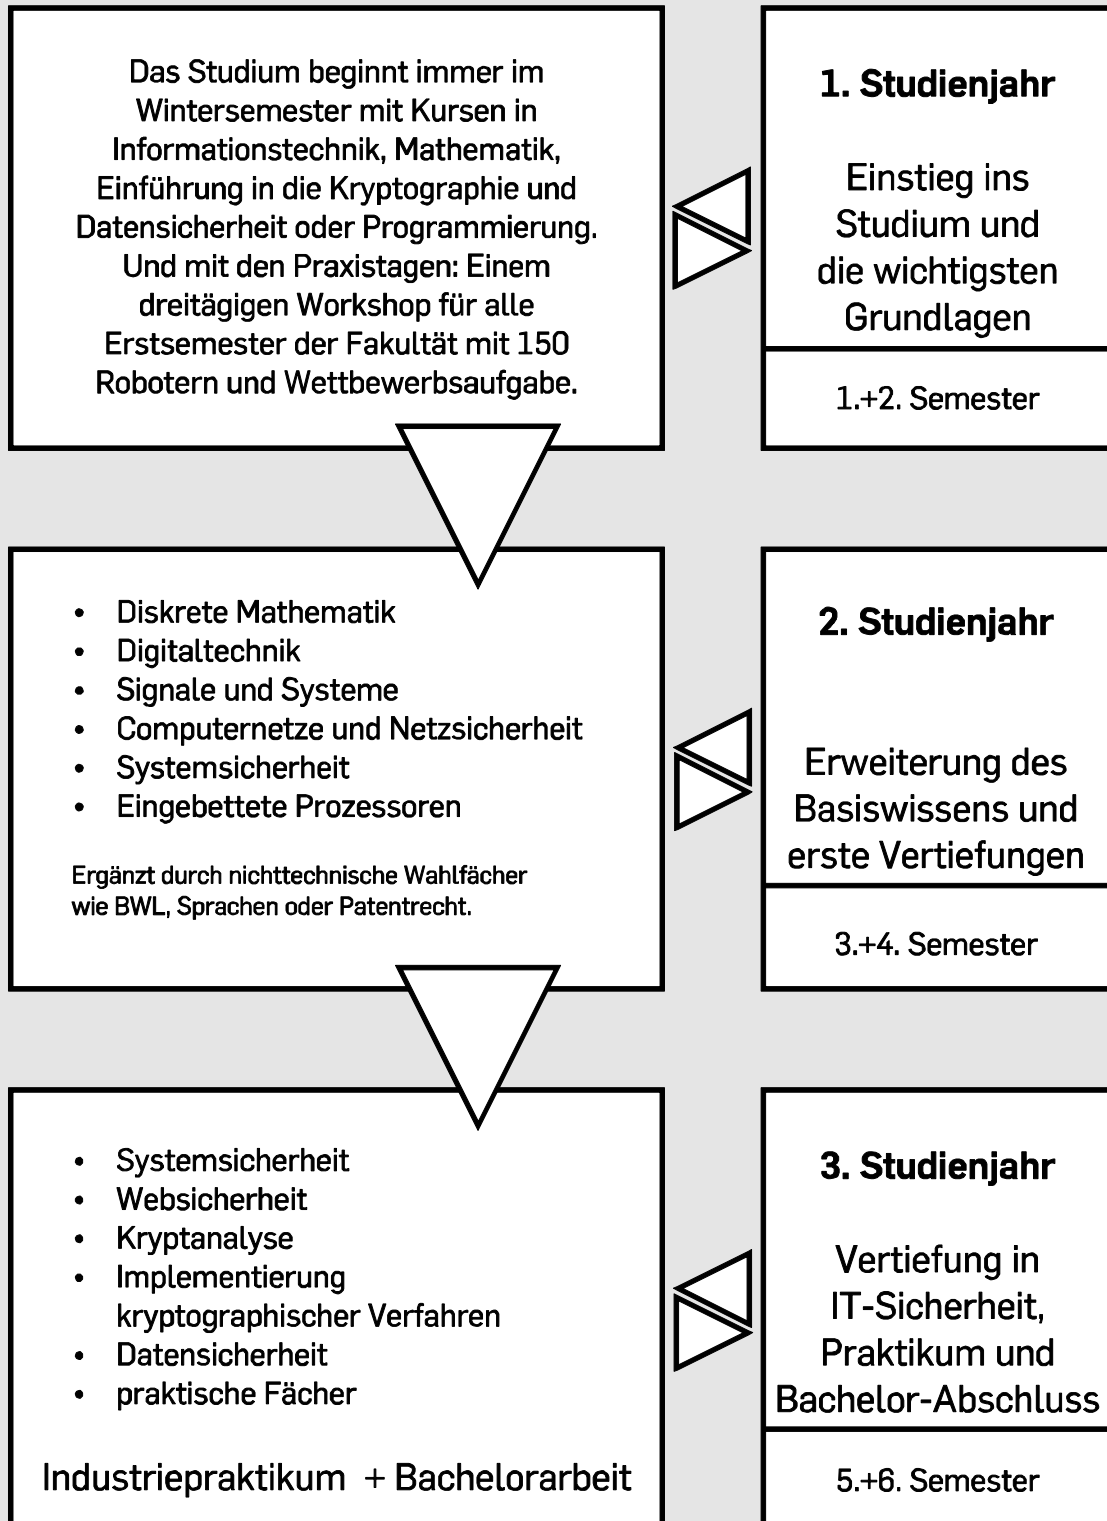 Das Studium beginnt immer im
Wintersemester mit Kursen in
Informationstechnik, Mathematik,
Einführung in die Kryptographie und
Datensicherheit oder Programmierung.
Und mit den Praxistagen: Einem
dreitägigen Workshop für alle
Erstsemester der Fakultät mit 150
Robotern und Wettbewerbsaufgabe.
1. Studienjahr
Einstieg ins
Studium und
die wichtigsten
Grundlagen
1.+2. Semester
• Diskrete Mathematik
• Digitaltechnik
• Signale und Systeme
• Computernetze und Netzsicherheit
• Systemsicherheit
• Eingebettete Prozessoren
Ergänzt durch nichttechnische Wahlfächer
wie BWL, Sprachen oder Patentrecht.
2. Studienjahr
Erweiterung des
Basiswissens und
erste Vertiefungen
3.+4. Semester
• Systemsicherheit
• Websicherheit
• Kryptanalyse
• Implementierung
kryptographischer Verfahren
• Datensicherheit
• praktische Fächer
Industriepraktikum + Bachelorarbeit
3. Studienjahr
Vertiefung in
IT-Sicherheit,
Praktikum und
Bachelor-Abschluss
5.+6. Semester